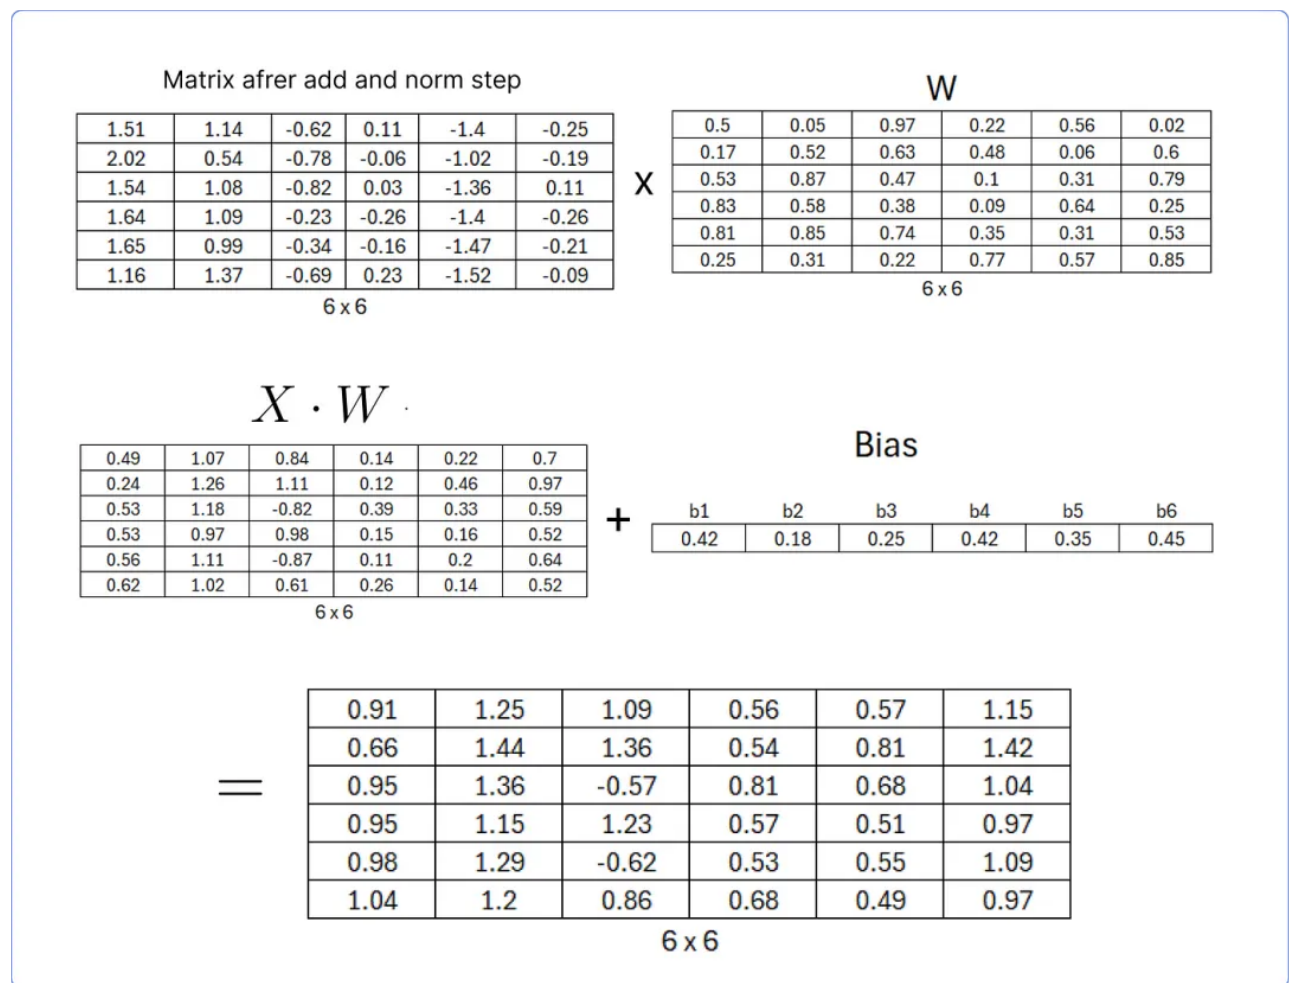 Matrix afrer add and norm step
1.51 1.14 -0.62 0.11 -1.4 -0.25
2.02 0.54 -0.78 -0.06 -1.02 -0.19
1.54 1.08 -0.82 0.03 -1.36 0.11
1.64 1.09 -0.23 -0.26 -1.4 -0.26
1.65 0.99 -0.34 -0.16 -1.47 -0.21
1.16 1.37 -0.69 0.23 -1.52 -0.09
6 x 6
x
W
0.5 0.05 0.97 0.22 0.56 0.02
0.17 0.52 0.63 0.48 0.06 0.6
0.53 0.87 0.47 0.1 0.31 0.79
0.83 0.58 0.38 0.09 0.64 0.25
0.81 0.85 0.74 0.35 0.31 0.53
0.25 0.31 0.22 0.77 0.57 0.85
6 x 6
X · W .
0.49 1.07 0.84 0.14 0.22 0.7
0.24 1.26 1.11 0.12 0.46 0.97
0.53 1.18 -0.82 0.39 0.33 0.59
0.53 0.97 0.98 0.15 0.16 0.52
0.56 1.11 -0.87 0.11 0.2 0.64
0.62 1.02 0.61 0.26 0.14 0.52
6 x 6
+
Bias
b1 b2 b3 b4 b5 b6
0.42 0.18 0.25 0.42 0.35 0.45
=
0.91 1.25 1.09 0.56 0.57 1.15
0.66 1.44 1.36 0.54 0.81 1.42
0.95 1.36 -0.57 0.81 0.68 1.04
0.95 1.15 1.23 0.57 0.51 0.97
0.98 1.29 -0.62 0.53 0.55 1.09
1.04 1.2 0.86 0.68 0.49 0.97
6 x 6